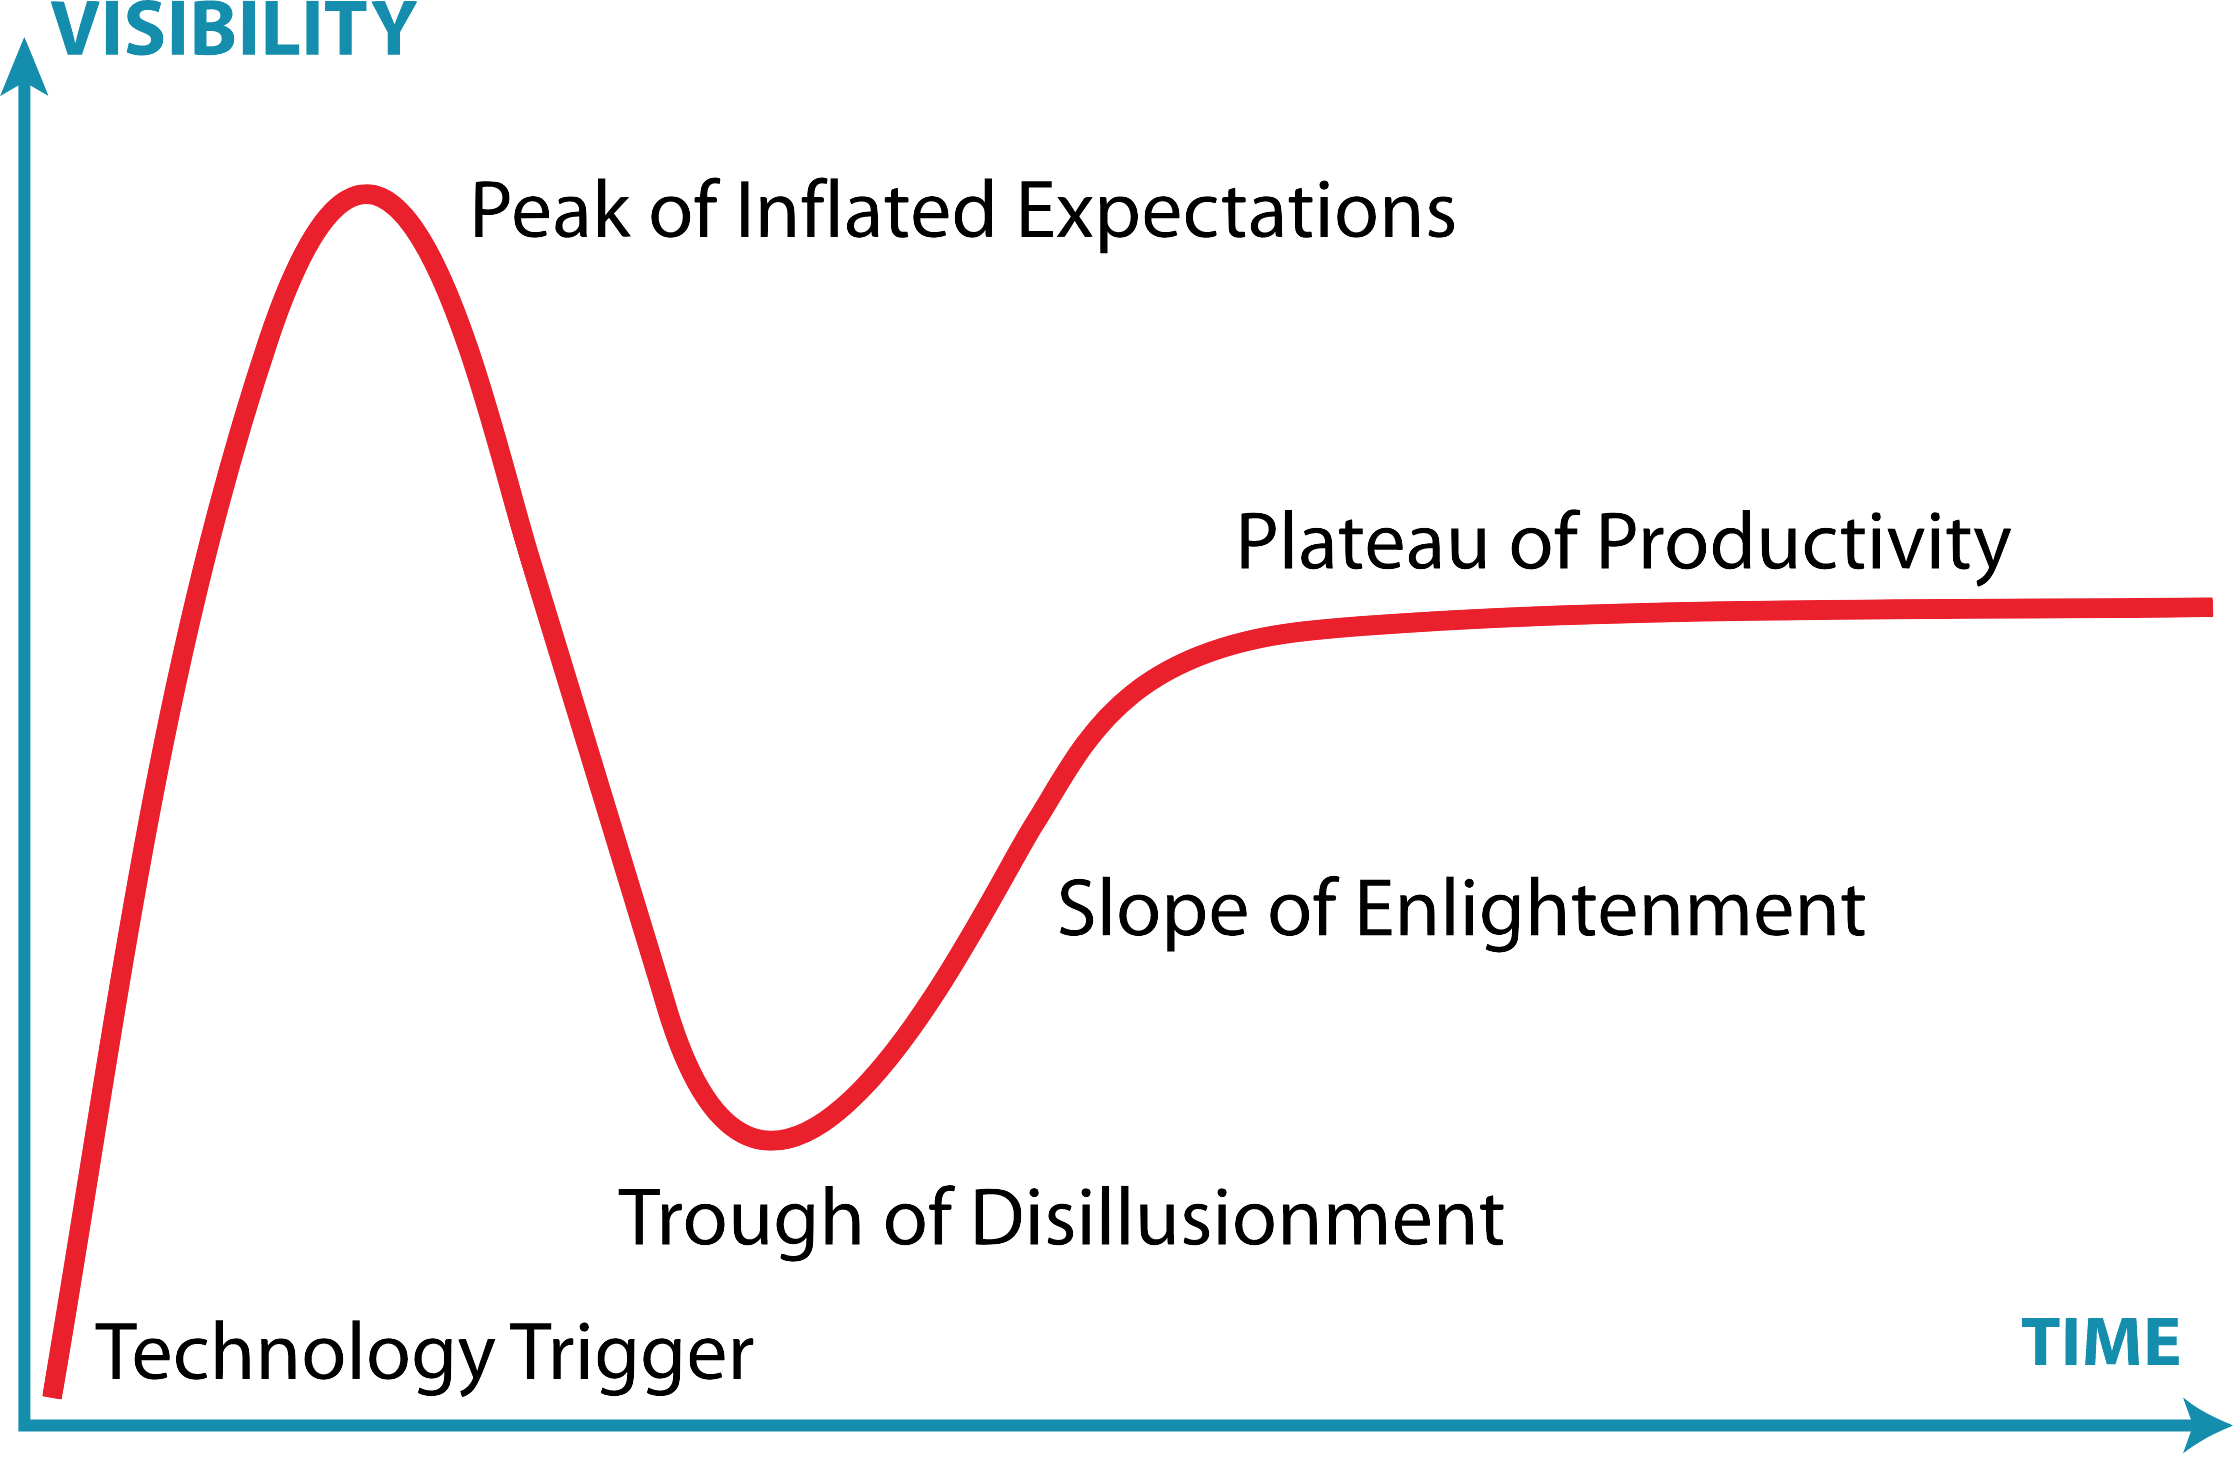 VISIBILITY
Peak of Inflated Expectations
Plateau of Productivity
Slope of Enlightenment
Trough of Disillusionment
Technology Trigger
TIME